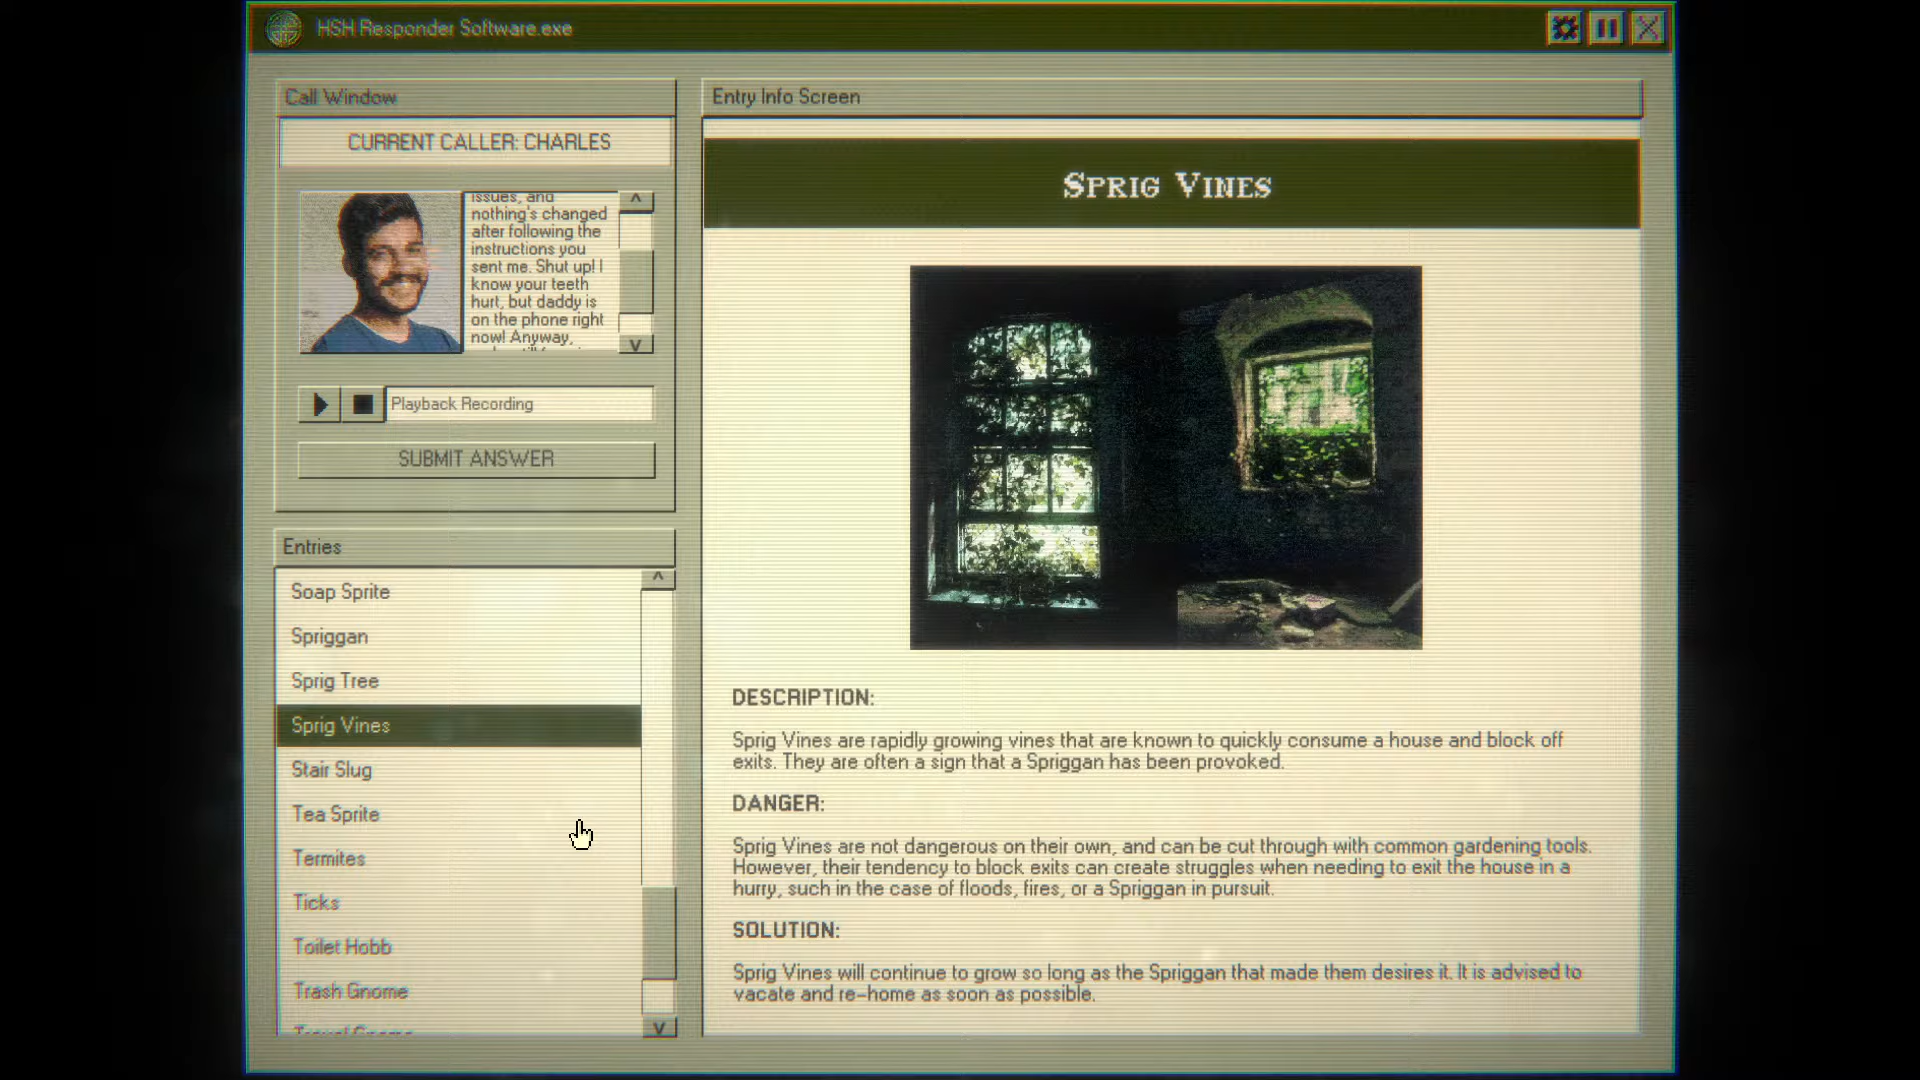 HSH Responder Software.exe
Call Window
CURRENT CALLER: CHARLES
issues, and
nothing's changed
after following the
instructions you
sent me. Shut up! I
know your teeth
hurt, but daddy is
on the phone right
now! Anyway,
Playback Recording
SUBMIT ANSWER
Entries
Soap Sprite
Spriggan
Sprig Tree
Sprig Vines
Stair Slug
Tea Sprite
Termites
Ticks
Toilet Hobb
Trash Gnome
Entry Info Screen
SPRIG VINES
DESCRIPTION:
Sprig Vines are rapidly growing vines that are known to quickly consume a house and block off
exits. They are often a sign that a Spriggan has been provoked.
DANGER:
Sprig Vines are not dangerous on their own, and can be cut through with common gardening tools.
However, their tendency to block exits can create struggles when needing to exit the house in a
hurry, such in the case of floods, fires, or a Spriggan in pursuit.
SOLUTION:
Sprig Vines will continue to grow so long as the Spriggan that made them desires it. It is advised to
vacate and re-home as soon as possible.